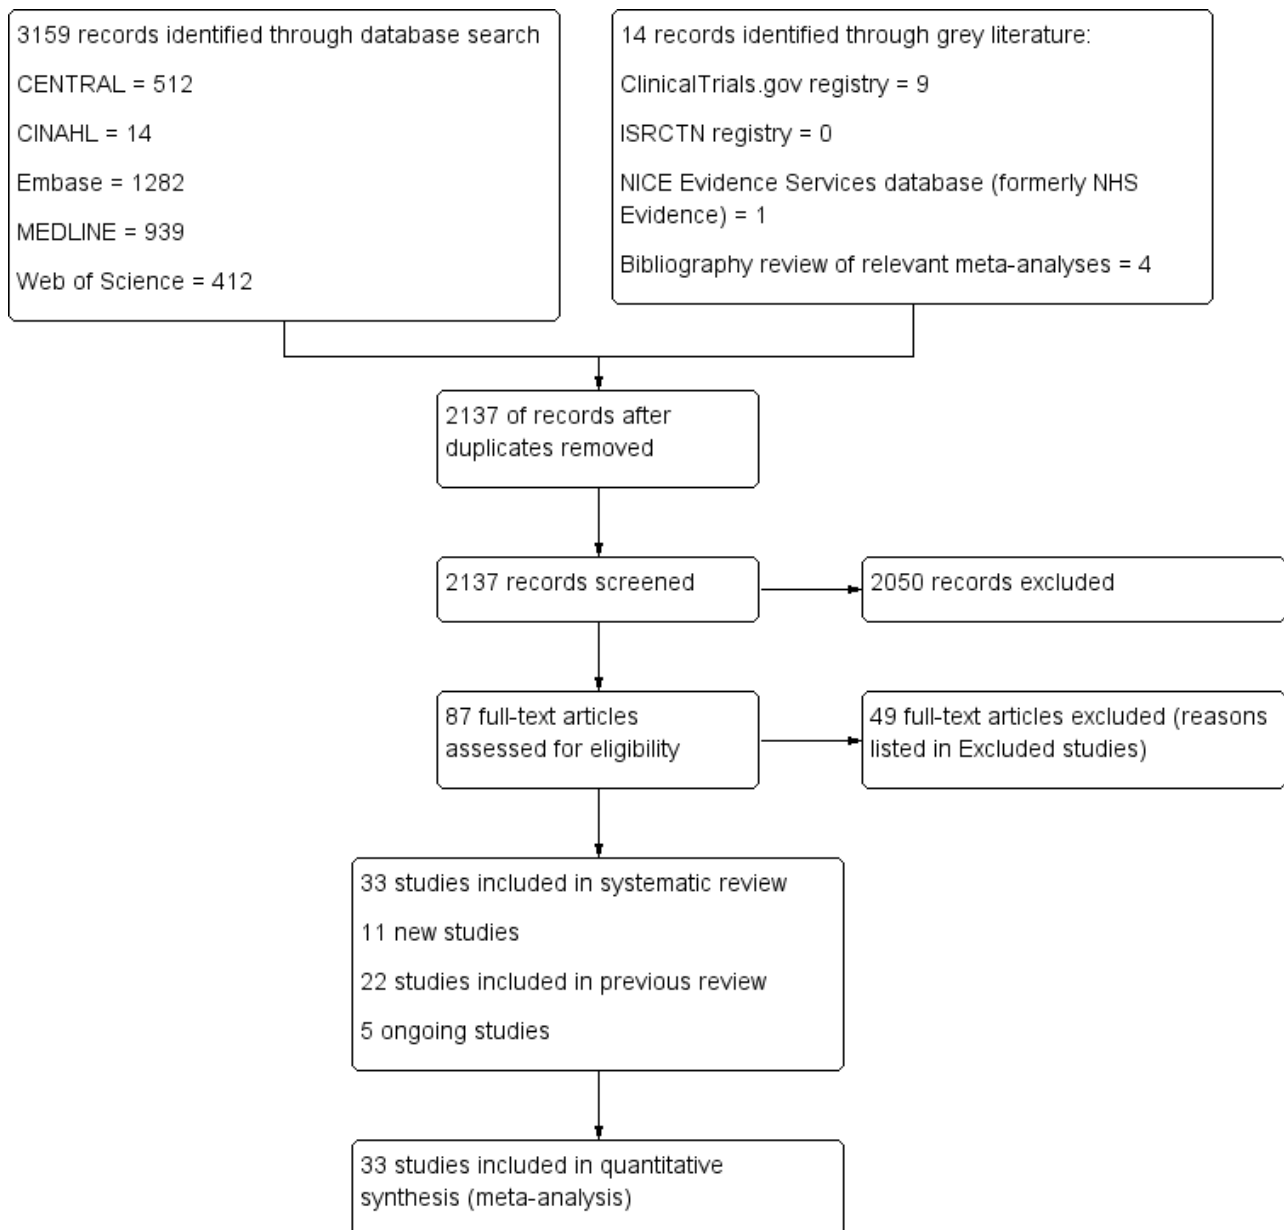 3159 records identified through database search
CENTRAL = 512
CINAHL = 14
Embase = 1282
MEDLINE = 939
Web of Science = 412
14 records identified through grey literature:
ClinicalTrials.gov registry = 9
ISRCTN registry = 0
NICE Evidence Services database (formerly NHS
Evidence) = 1
Bibliography review of relevant meta-analyses = 4
2137 of records after
duplicates removed
2137 records screened
2050 records excluded
87 full-text articles
assessed for eligibility
49 full-text articles excluded (reasons
listed in Excluded studies)
33 studies included in systematic review
11 new studies
22 studies included in previous review
5 ongoing studies
33 studies included in quantitative
synthesis (meta-analysis)